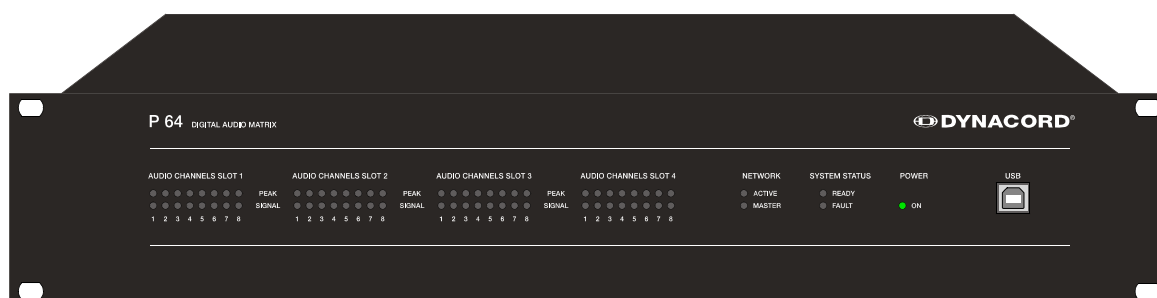 P 64 DIGITAL AUDIO MATRIX
DYNACORD®
AUDIO CHANNELS SLOT 1 AUDIO CHANNELS SLOT 2 AUDIO CHANNELS SLOT 3 AUDIO CHANNELS SLOT 4 NETWORK SYSTEM STATUS POWER USB
PEAK PEAK PEAK ACTIVE READY
SIGNAL SIGNAL SIGNAL MASTER FAULT ON
1 2 3 4 5 6 7 8 1 2 3 4 5 6 7 8 1 2 3 4 5 6 7 8 1 2 3 4 5 6 7 8